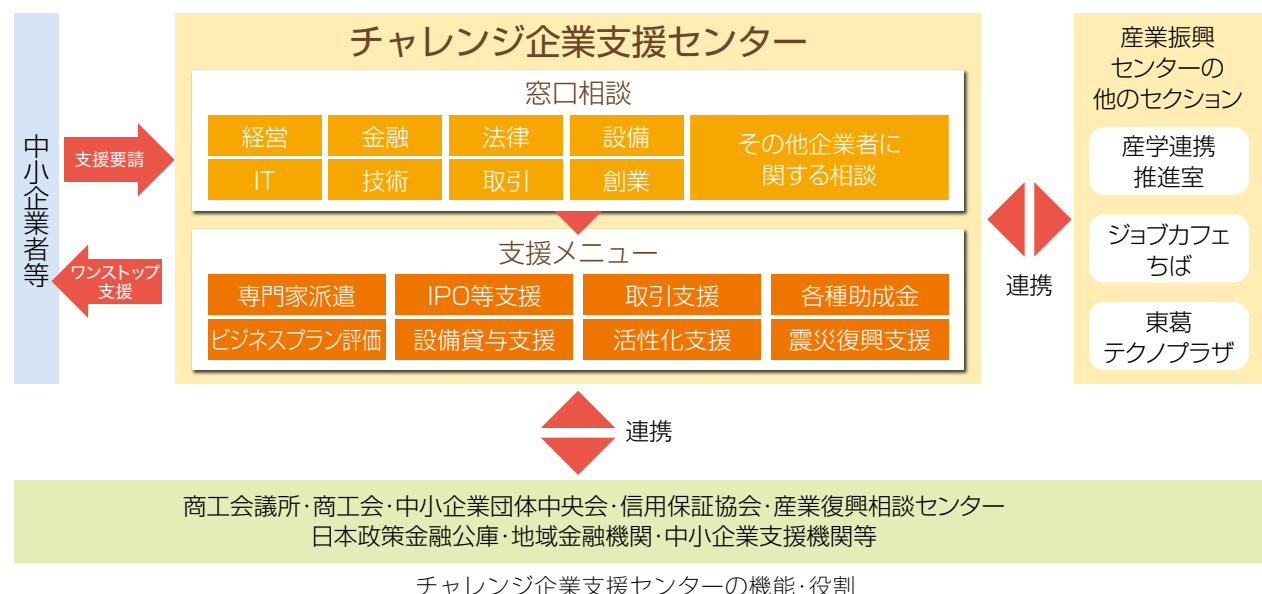 中小企業者等
支援要請
ワンストップ
支援
チャレンジ企業支援センター
窓口相談
経営
金融
法律
設備
IT
技術
取引
創業
その他企業者に
関する相談
支援メニュー
専門家派遣
IPO等支援
取引支援
各種助成金
ビジネスプラン評価
設備貸与支援
活性化支援
震災復興支援
連携
産業振興
センターの
他のセクション
産学連携
推進室
ジョブカフェ
ちば
東葛
テクノプラザ
連携
商工会議所･商工会･中小企業団体中央会･信用保証協会･産業復興相談センター
日本政策金融公庫･地域金融機関･中小企業支援機関等
チャレンジ企業支援センターの機能･役割